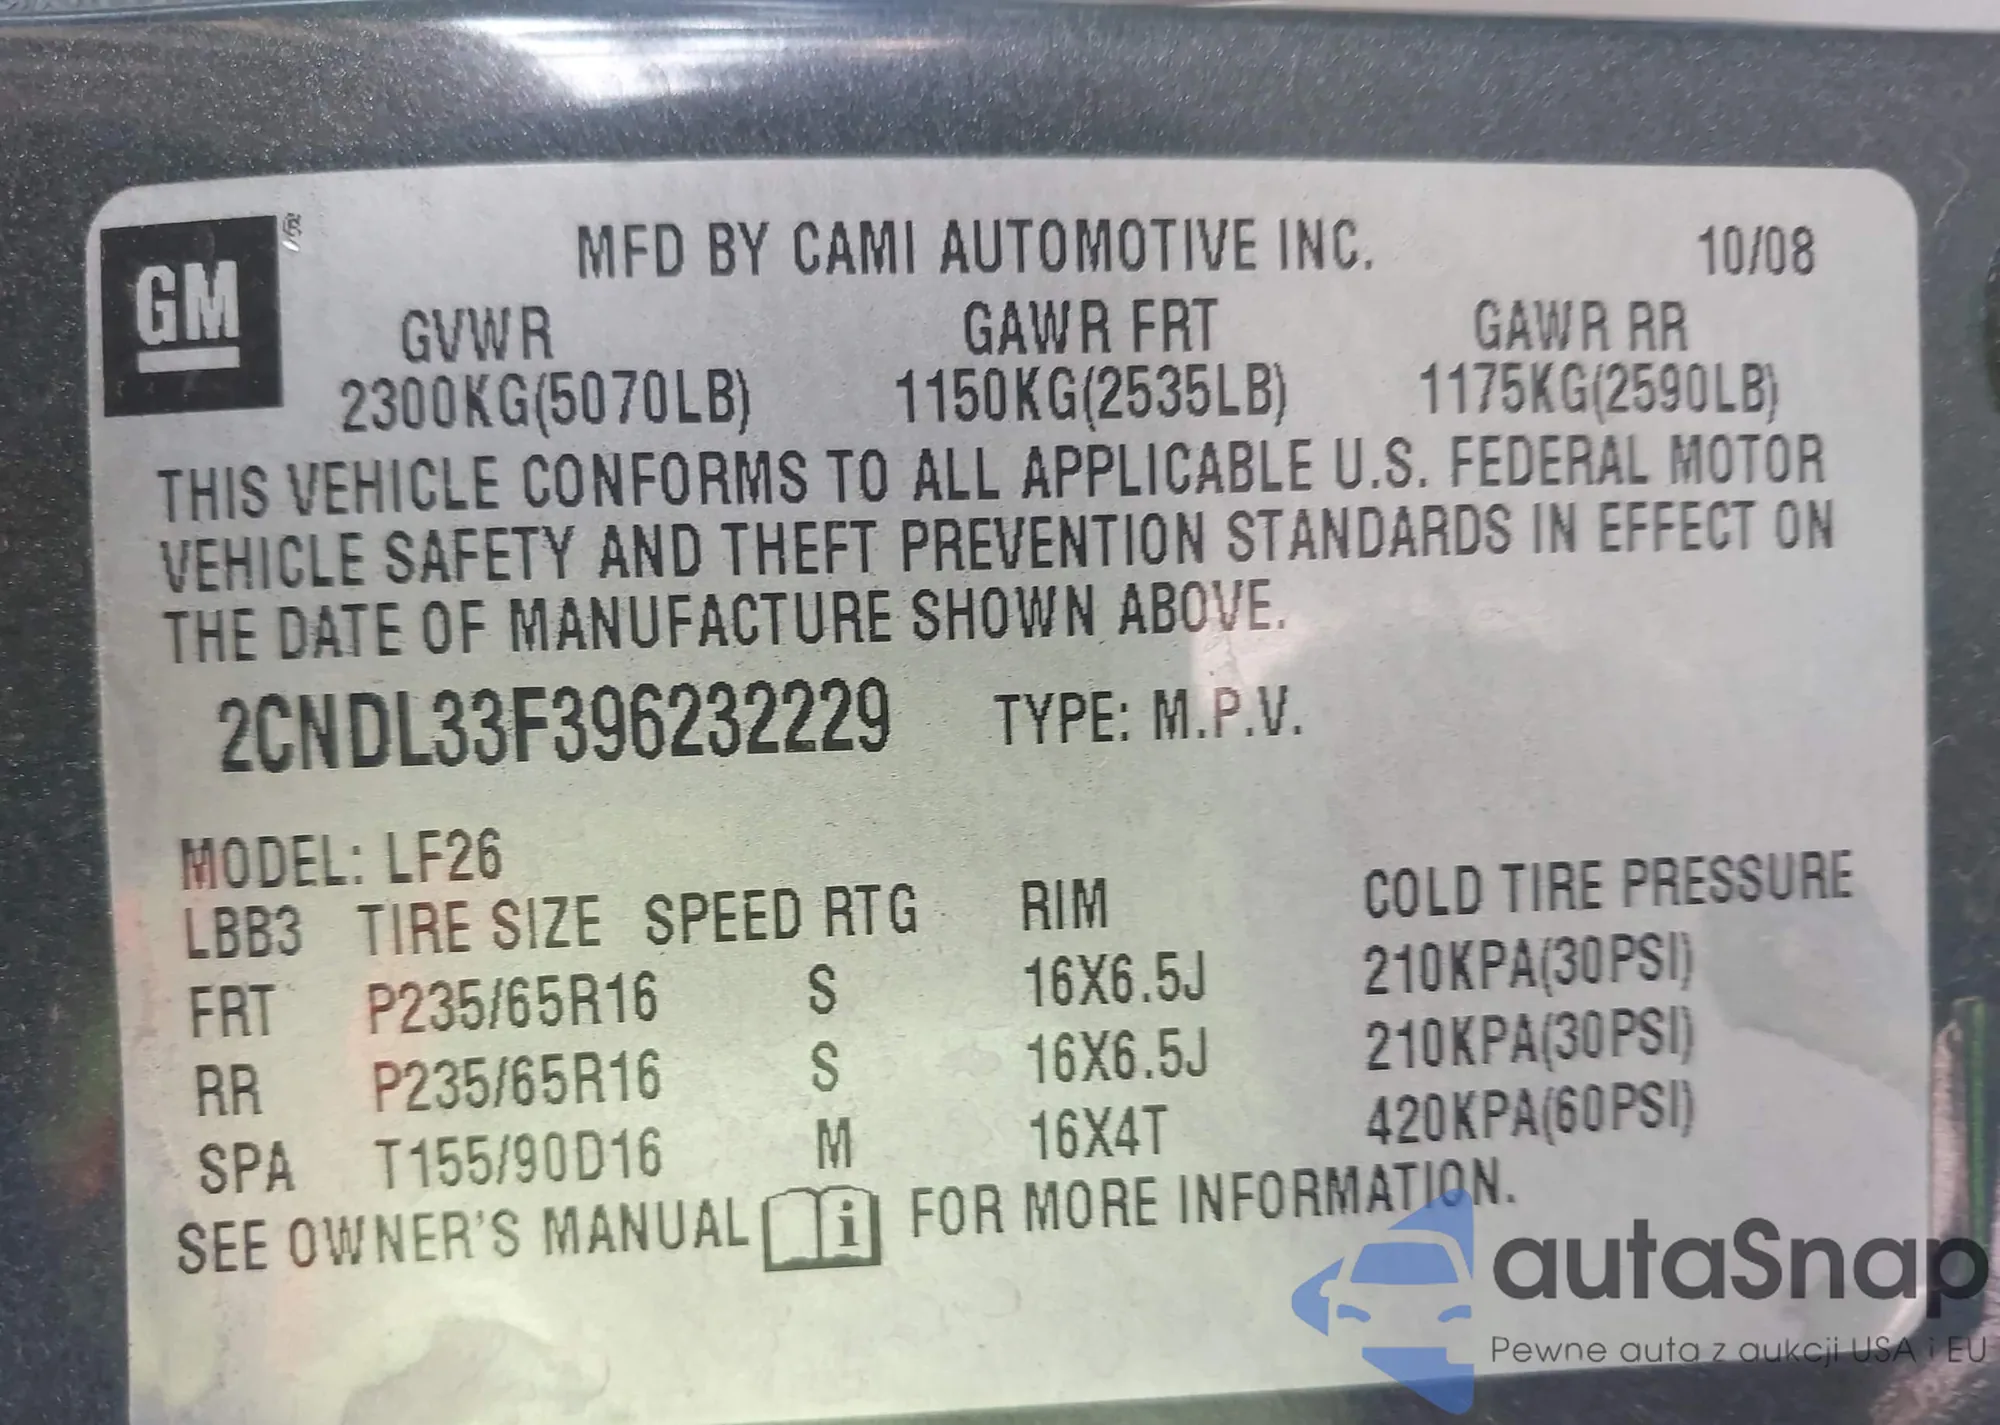 GM ®
MFD BY CAMI AUTOMOTIVE INC. 10/08
GVWR GAWR FRT GAWR RR
2300KG(5070LB) 1150KG(2535LB) 1175KG(2590LB)
THIS VEHICLE CONFORMS TO ALL APPLICABLE U.S. FEDERAL MOTOR
VEHICLE SAFETY AND THEFT PREVENTION STANDARDS IN EFFECT ON
THE DATE OF MANUFACTURE SHOWN ABOVE.
2CNDL33F396232229 TYPE: M.P.V.
MODEL: LF26
LBB3 TIRE SIZE SPEED RTG RIM COLD TIRE PRESSURE
FRT P235/65R16 S 16X6.5J 210KPA(30PSI)
RR P235/65R16 S 16X6.5J 210KPA(30PSI)
SPA T155/90D16 M 16X4T 420KPA(60PSI)
SEE OWNER'S MANUAL i FOR MORE INFORMATION.
autaSnap
Pewne auta z aukcji USA i EU